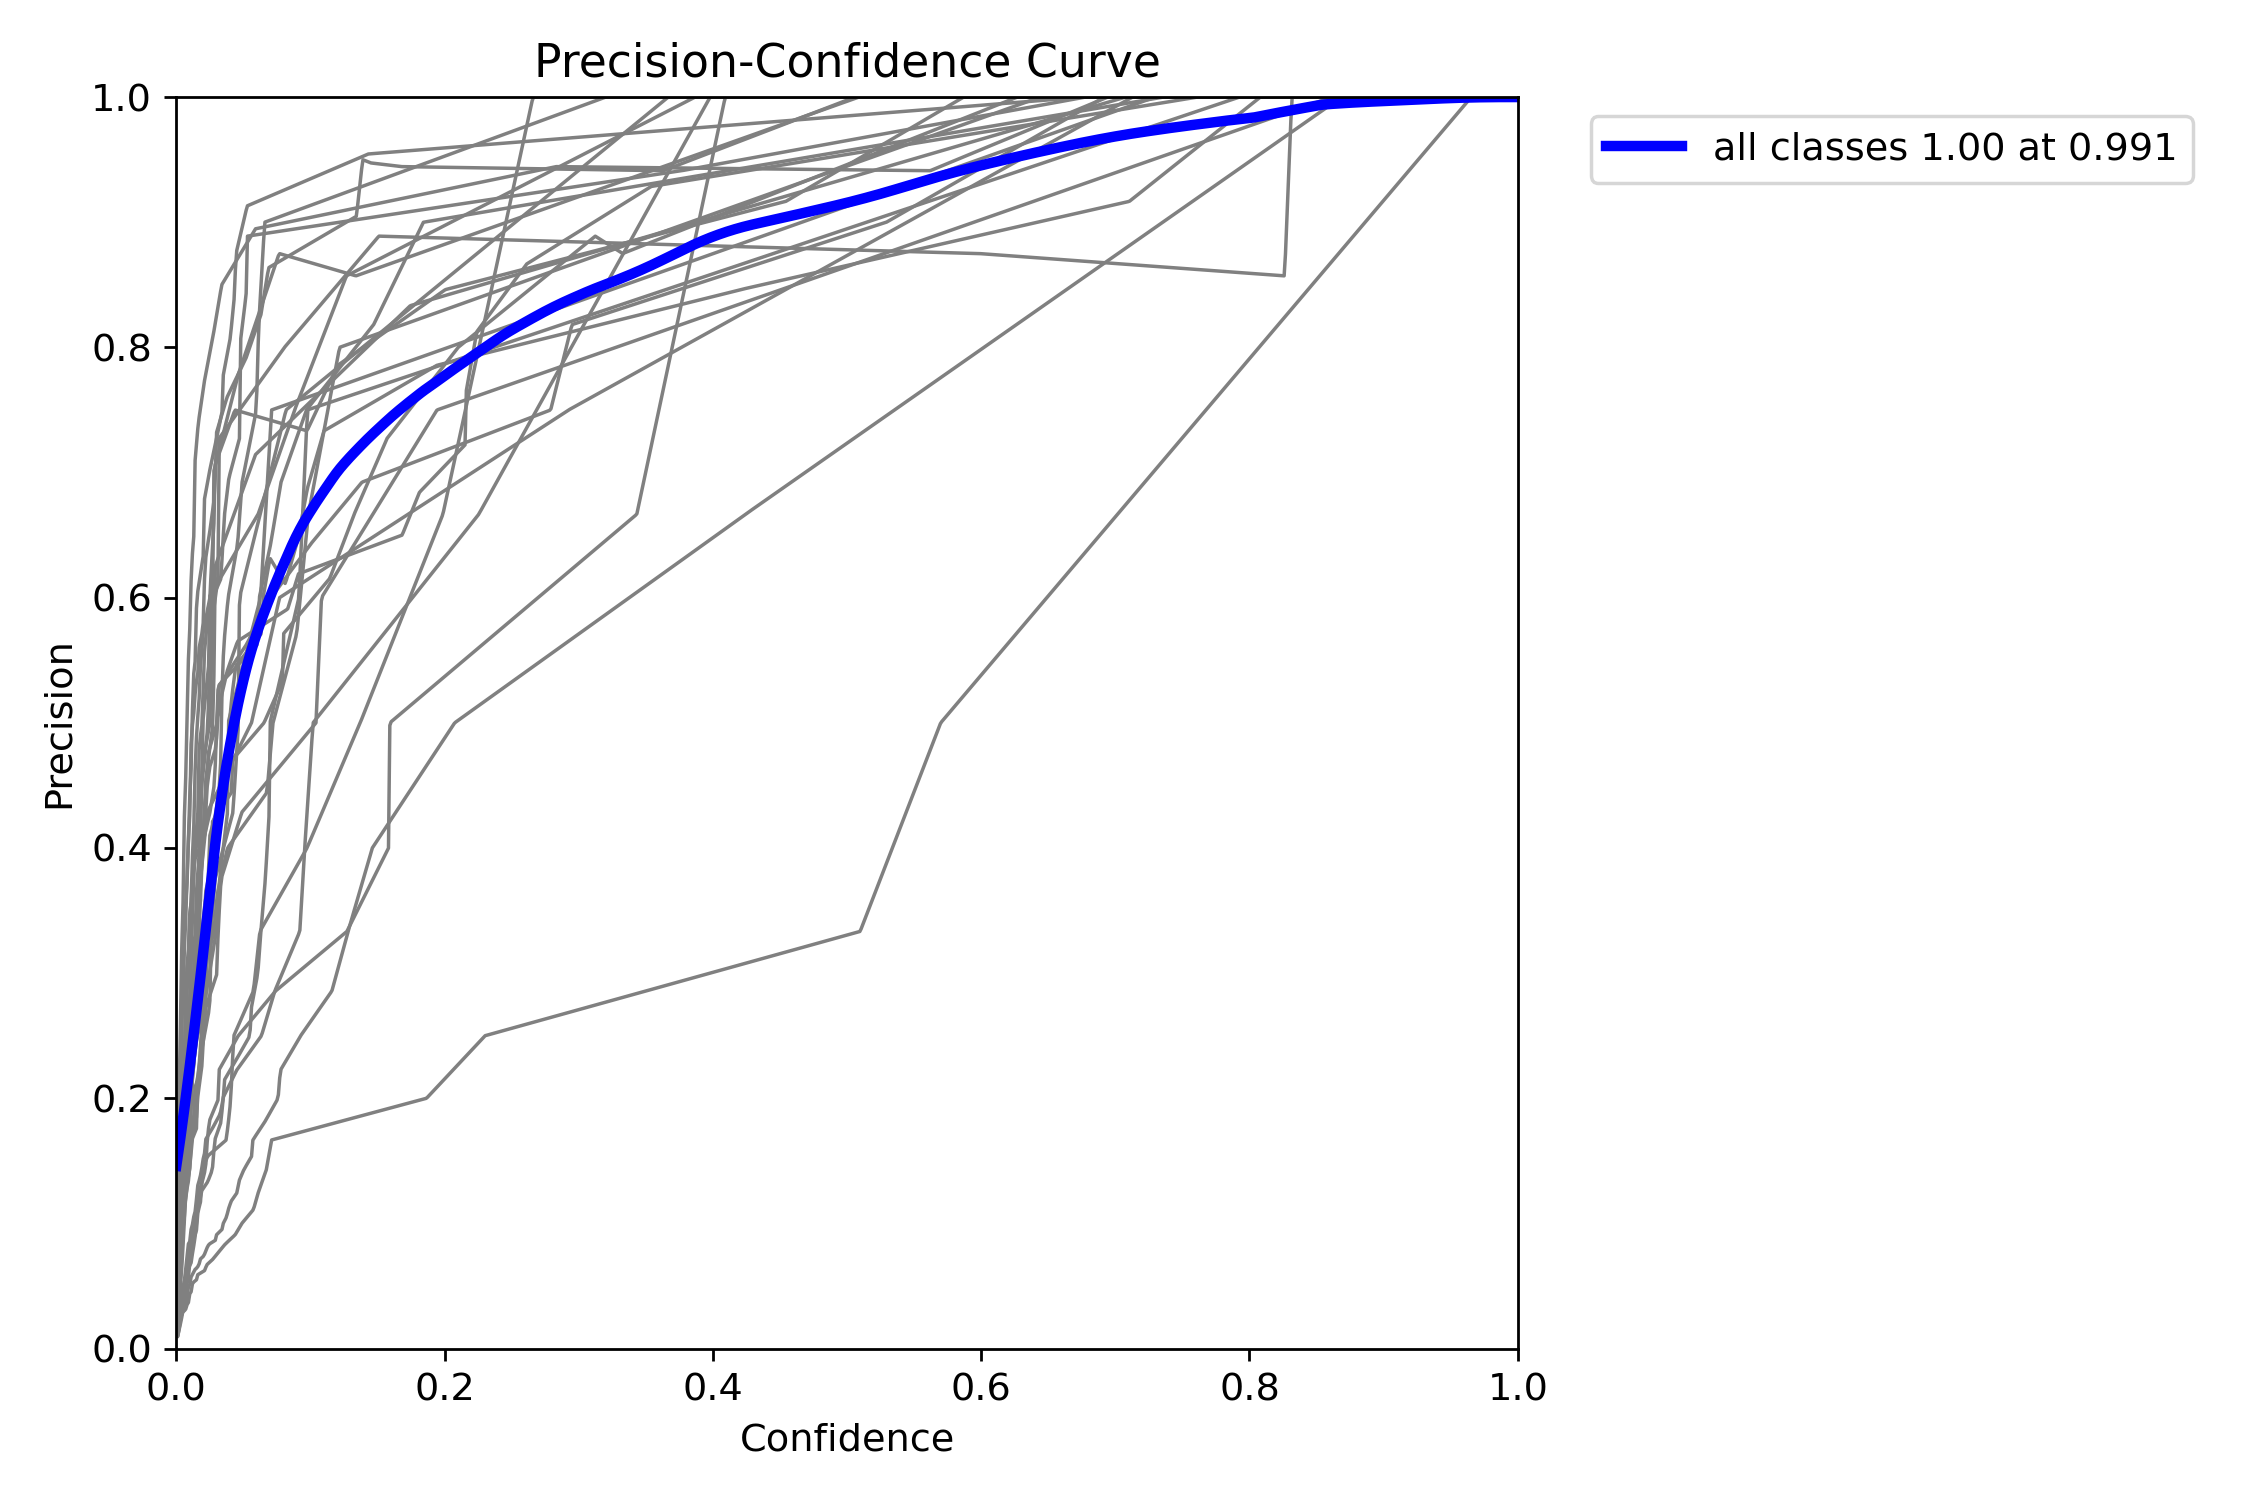 Precision-Confidence Curve
all classes 1.00 at 0.991
1.0
0.8
0.6
0.4
0.2
0.0
Precision
0.0 0.2 0.4 0.6 0.8 1.0
Confidence